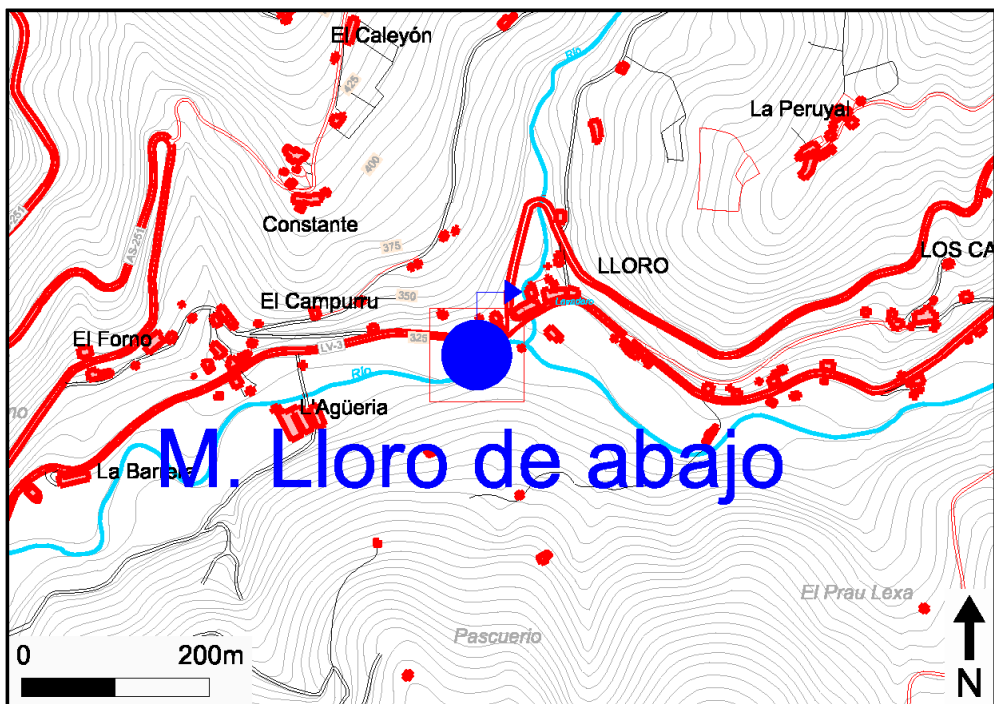 El Caleyón
Río
425
La Peruyal
400
AS-251
Constante
375
LLORO
LOS CA
El Campurru
350
El Forno
LV-3
325
Río
L'Agüeria
M. Lloro de abajo
La Barrera
El Prau Lexa
Pascuerio
0
200m
N